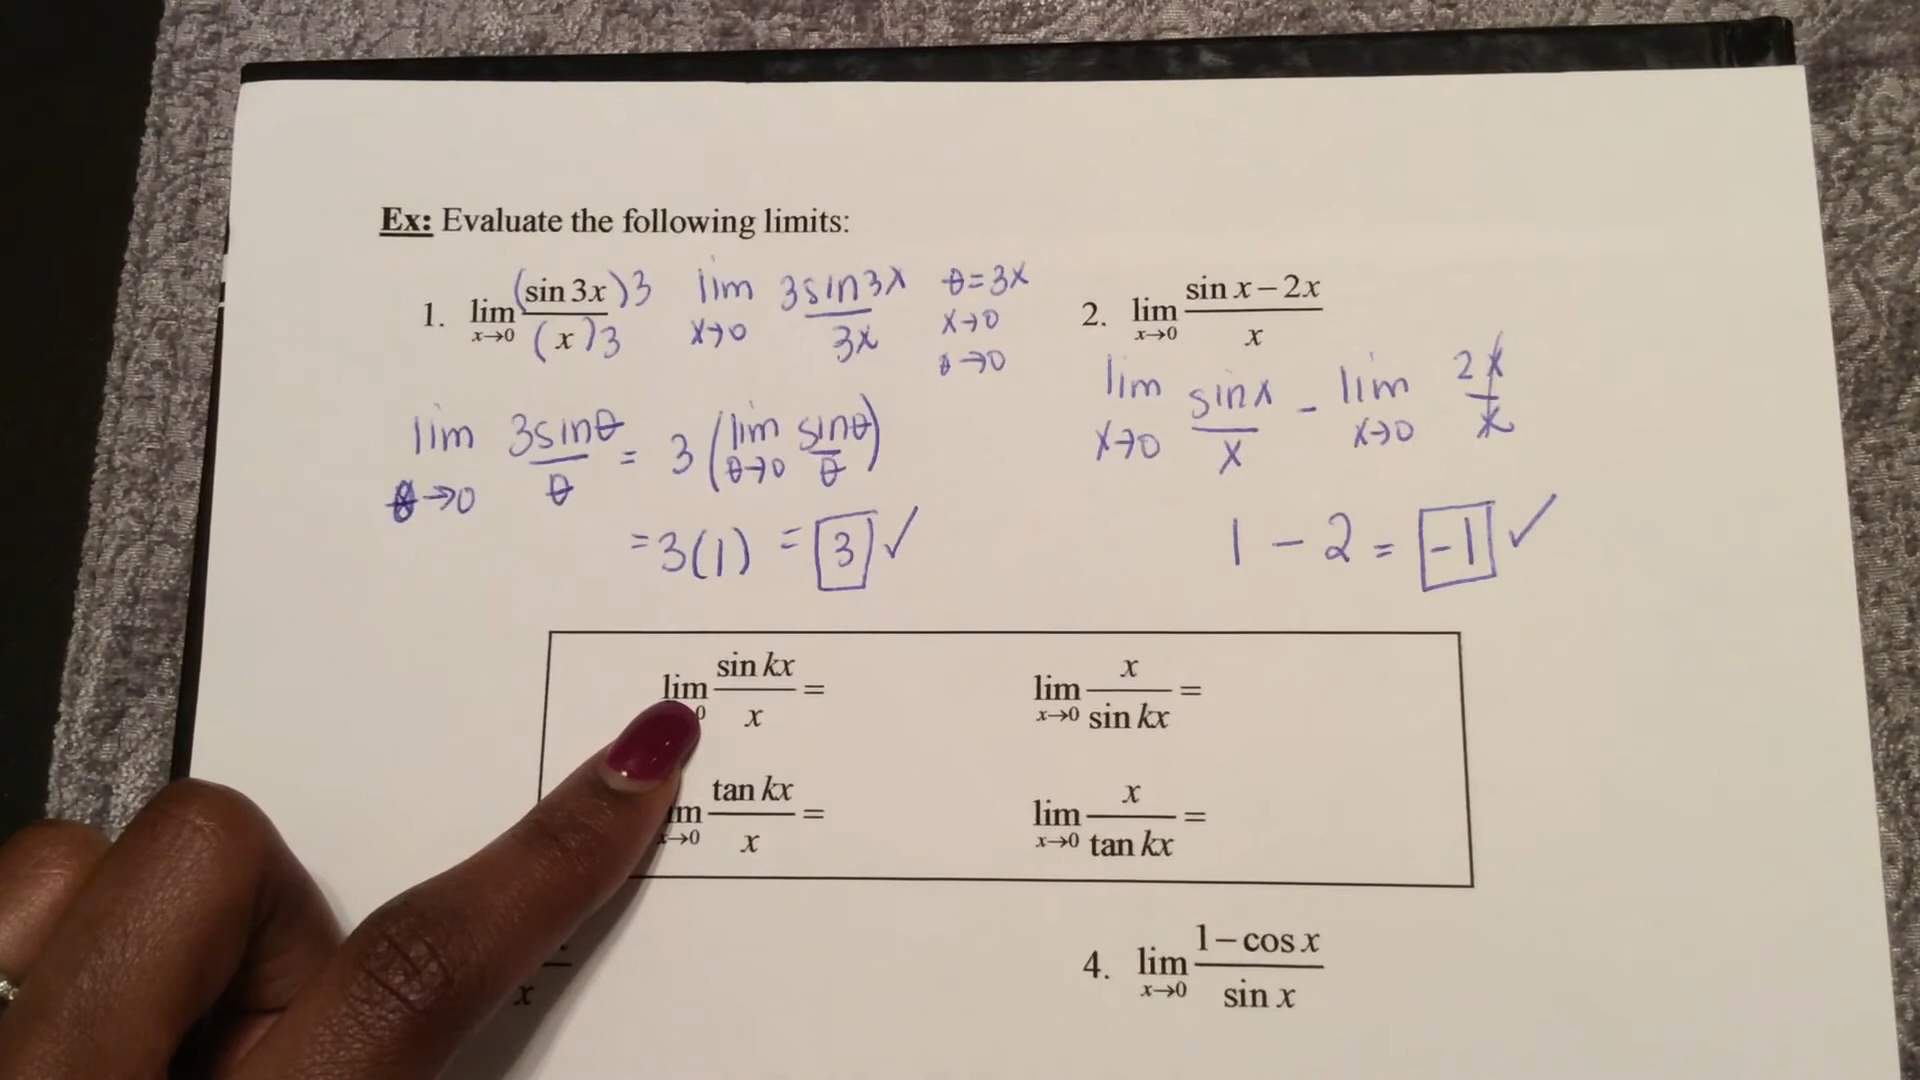 Ex: Evaluate the following limits:
1. lim x→0 (sin 3x)3 / (x)3   lim x→0 3sin3x / 3x   θ=3x
x→0
θ→0
lim θ→0 3sinθ / θ = 3(lim θ→0 sinθ / θ)
=3(1) = 3 ✓
2. lim x→0 sin x − 2x / x
lim x→0 sinx / x − lim x→0 2x / x
1 − 2 = −1 ✓
lim 0 sin kx / x =
lim x→0 x / sin kx =
m x→0 tan kx / x =
lim x→0 x / tan kx =
x
4. lim x→0 1 − cos x / sin x